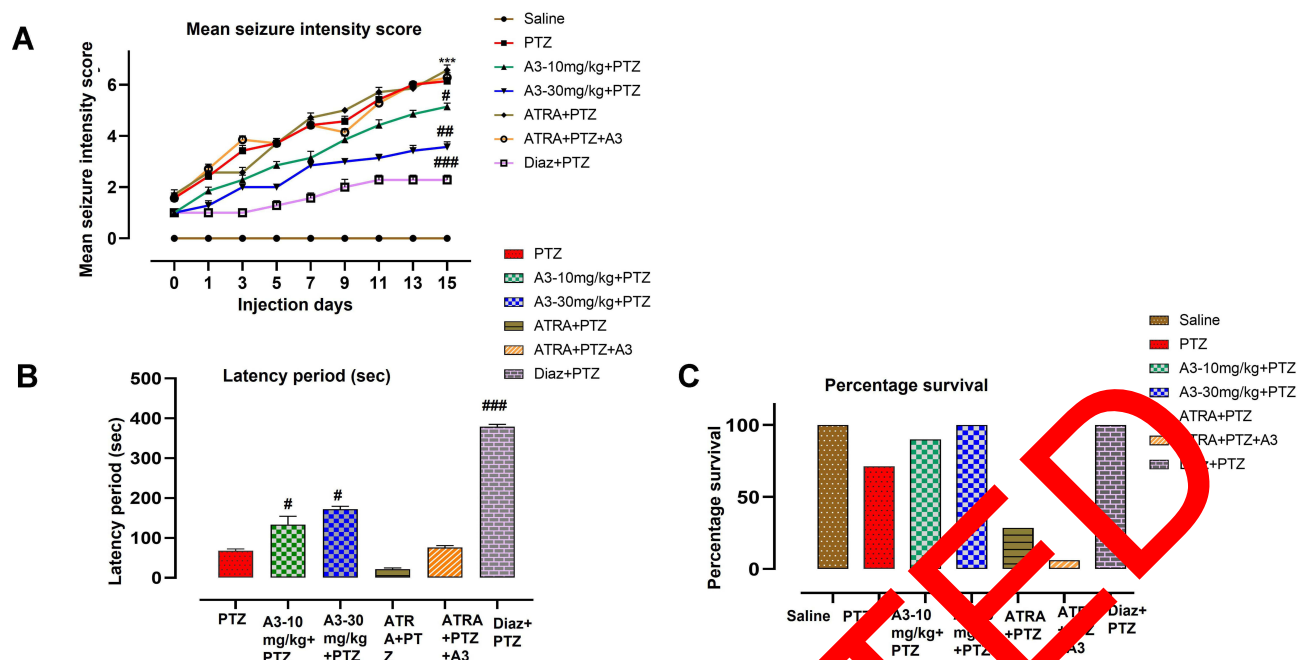 A
Mean seizure intensity score
Mean seizure intensity score
6
4
2
0
0 1 3 5 7 9 11 13 15
Injection days
***
#
##
###
Saline
PTZ
A3-10mg/kg+PTZ
A3-30mg/kg+PTZ
ATRA+PTZ
ATRA+PTZ+A3
Diaz+PTZ
PTZ
A3-10mg/kg+PTZ
A3-30mg/kg+PTZ
ATRA+PTZ
ATRA+PTZ+A3
Diaz+PTZ
B
Latency period (sec)
Latency period (sec)
500
400
300
200
100
0
#
#
###
PTZ
A3-10
mg/kg+
PTZ
A3-30
mg/kg
+PTZ
ATR
A+PT
Z
ATRA
+PTZ
+A3
Diaz+
PTZ
C
Percentage survival
Percentage survival
100
50
0
Saline
PTZ
A3-10mg/kg+PTZ
A3-30mg/kg+PTZ
ATRA+PTZ
ATRA+PTZ+A3
Diaz+PTZ
Saline
A3-10
mg/kg+
PTZ
+PTZ
ATRA
+PTZ
Diaz+
PTZ
TED